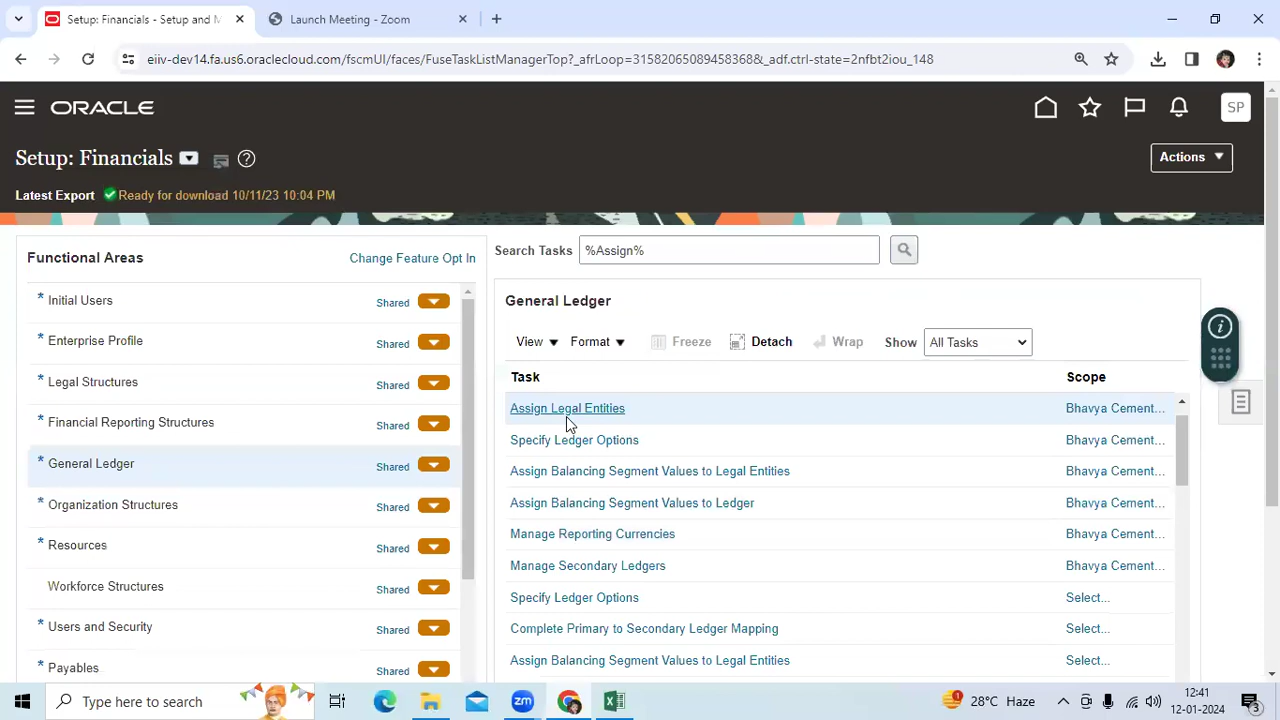 Setup: Financials - Setup and M
Launch Meeting - Zoom
eiiv-dev14.fa.us6.oraclecloud.com/fscmUI/faces/FuseTaskListManagerTop?_afrLoop=31582065089458368&_adf.ctrl-state=2nfbt2iou_148
ORACLE
SP
Setup: Financials
Actions
Latest Export Ready for download 10/11/23 10:04 PM
Functional Areas
Change Feature Opt In
* Initial Users Shared
* Enterprise Profile Shared
* Legal Structures Shared
* Financial Reporting Structures Shared
* General Ledger Shared
* Organization Structures Shared
* Resources Shared
Workforce Structures Shared
* Users and Security Shared
* Payables Shared
Search Tasks %Assign%
General Ledger
View Format Freeze Detach Wrap Show All Tasks
Task Scope
Assign Legal Entities Bhavya Cement...
Specify Ledger Options Bhavya Cement...
Assign Balancing Segment Values to Legal Entities Bhavya Cement...
Assign Balancing Segment Values to Ledger Bhavya Cement...
Manage Reporting Currencies Bhavya Cement...
Manage Secondary Ledgers Bhavya Cement...
Specify Ledger Options Select...
Complete Primary to Secondary Ledger Mapping Select...
Assign Balancing Segment Values to Legal Entities Select...
Type here to search
zm
1
28°C Haze
12:41
12-01-2024
3